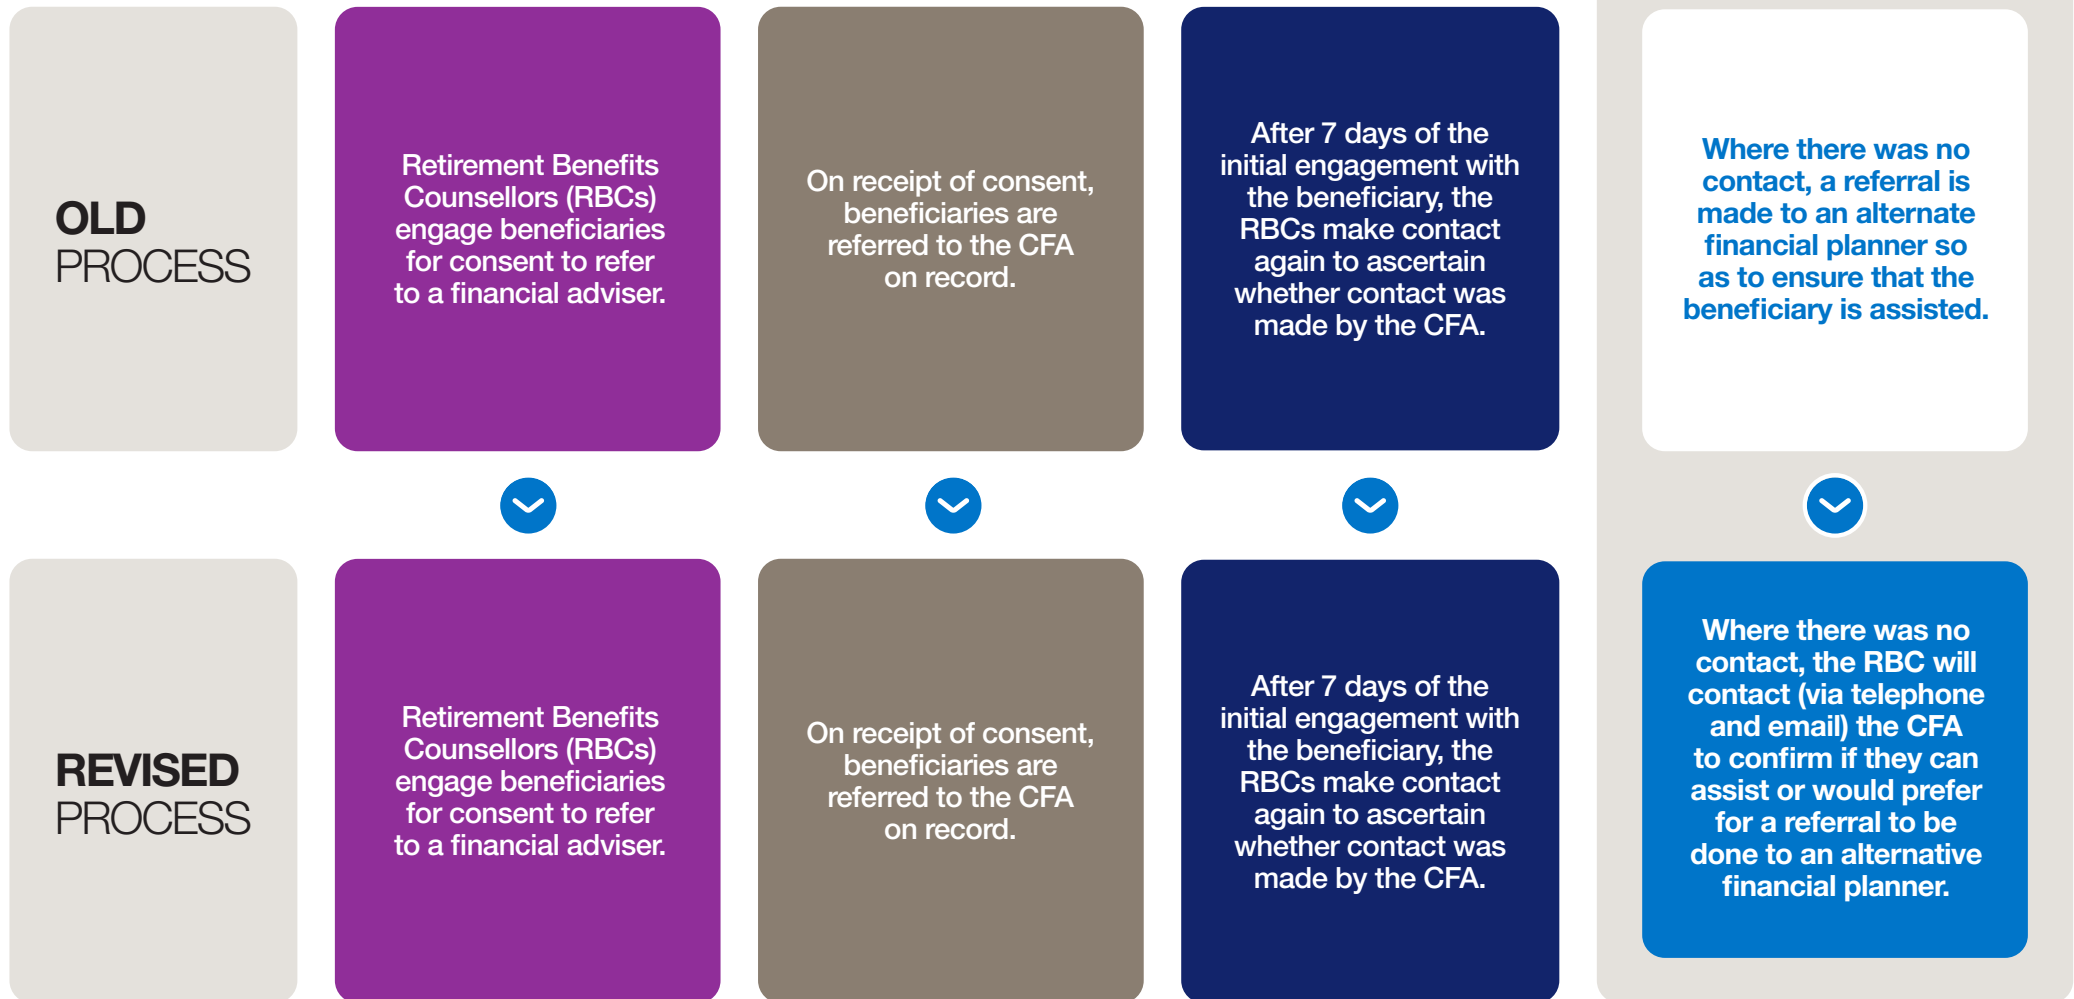 OLD
PROCESS
Retirement Benefits
Counsellors (RBCs)
engage beneficiaries
for consent to refer
to a financial adviser.
On receipt of consent,
beneficiaries are
referred to the CFA
on record.
After 7 days of the
initial engagement with
the beneficiary, the
RBCs make contact
again to ascertain
whether contact was
made by the CFA.
Where there was no
contact, a referral is
made to an alternate
financial planner so
as to ensure that the
beneficiary is assisted.
REVISED
PROCESS
Retirement Benefits
Counsellors (RBCs)
engage beneficiaries
for consent to refer
to a financial adviser.
On receipt of consent,
beneficiaries are
referred to the CFA
on record.
After 7 days of the
initial engagement with
the beneficiary, the
RBCs make contact
again to ascertain
whether contact was
made by the CFA.
Where there was no
contact, the RBC will
contact (via telephone
and email) the CFA
to confirm if they can
assist or would prefer
for a referral to be
done to an alternative
financial planner.